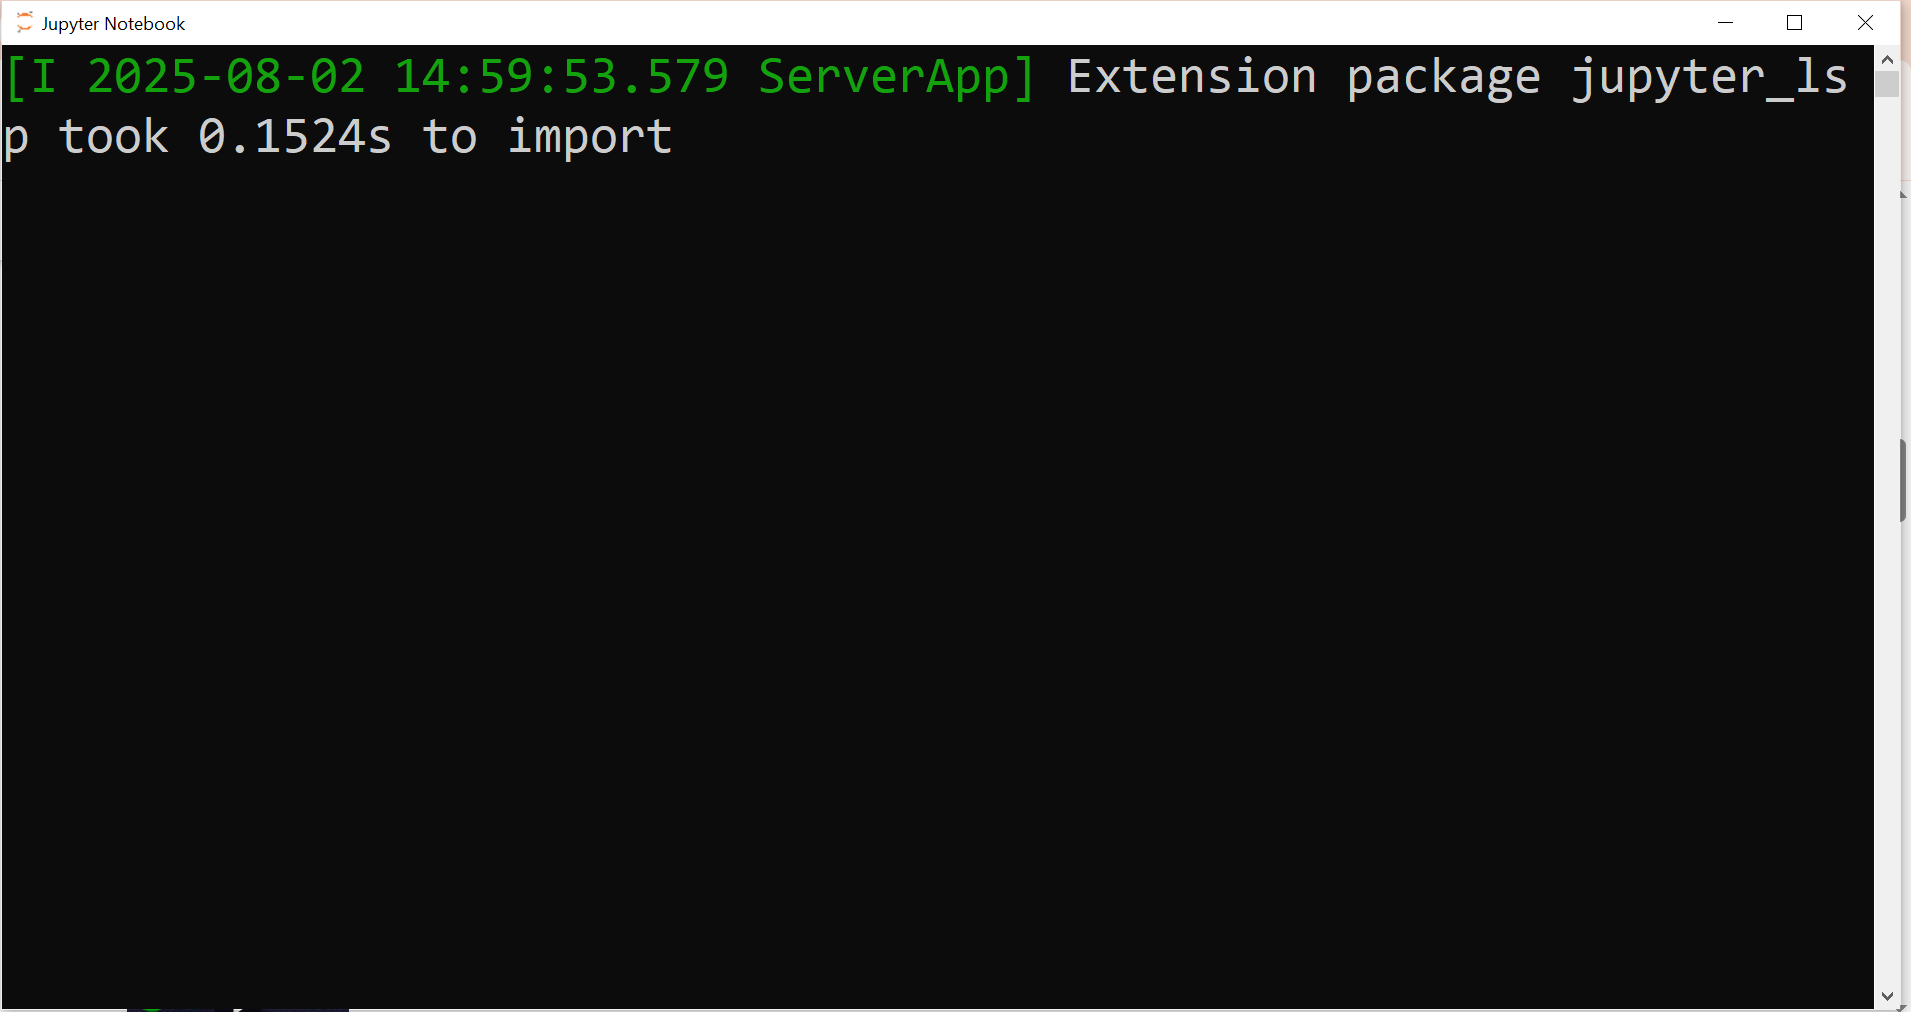 Jupyter Notebook
[I 2025-08-02 14:59:53.579 ServerApp] Extension package jupyter_ls
p took 0.1524s to import